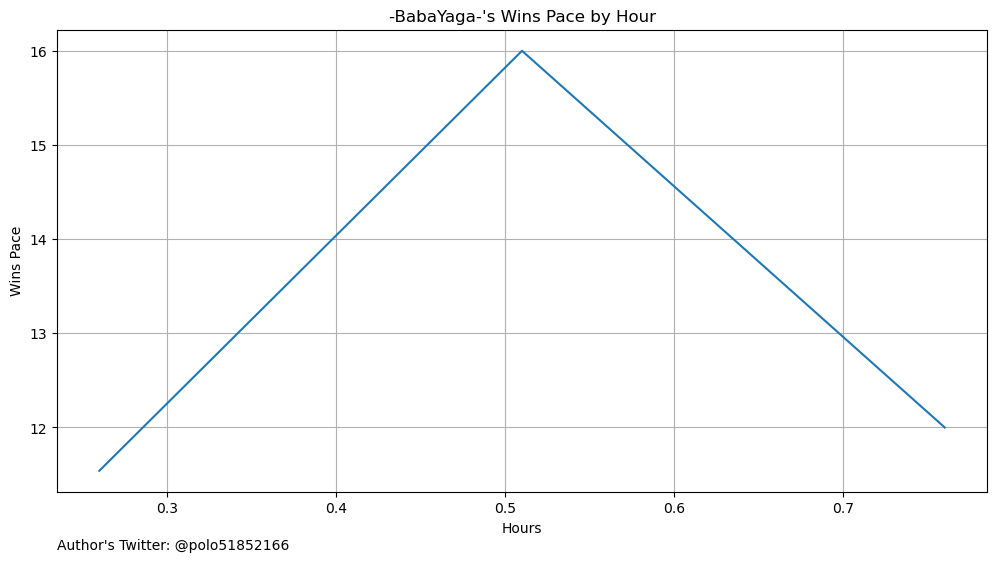 -BabaYaga-'s Wins Pace by Hour
16
15
14
13
12
Wins Pace
0.3 0.4 0.5 0.6 0.7
Hours
Author's Twitter: @polo51852166